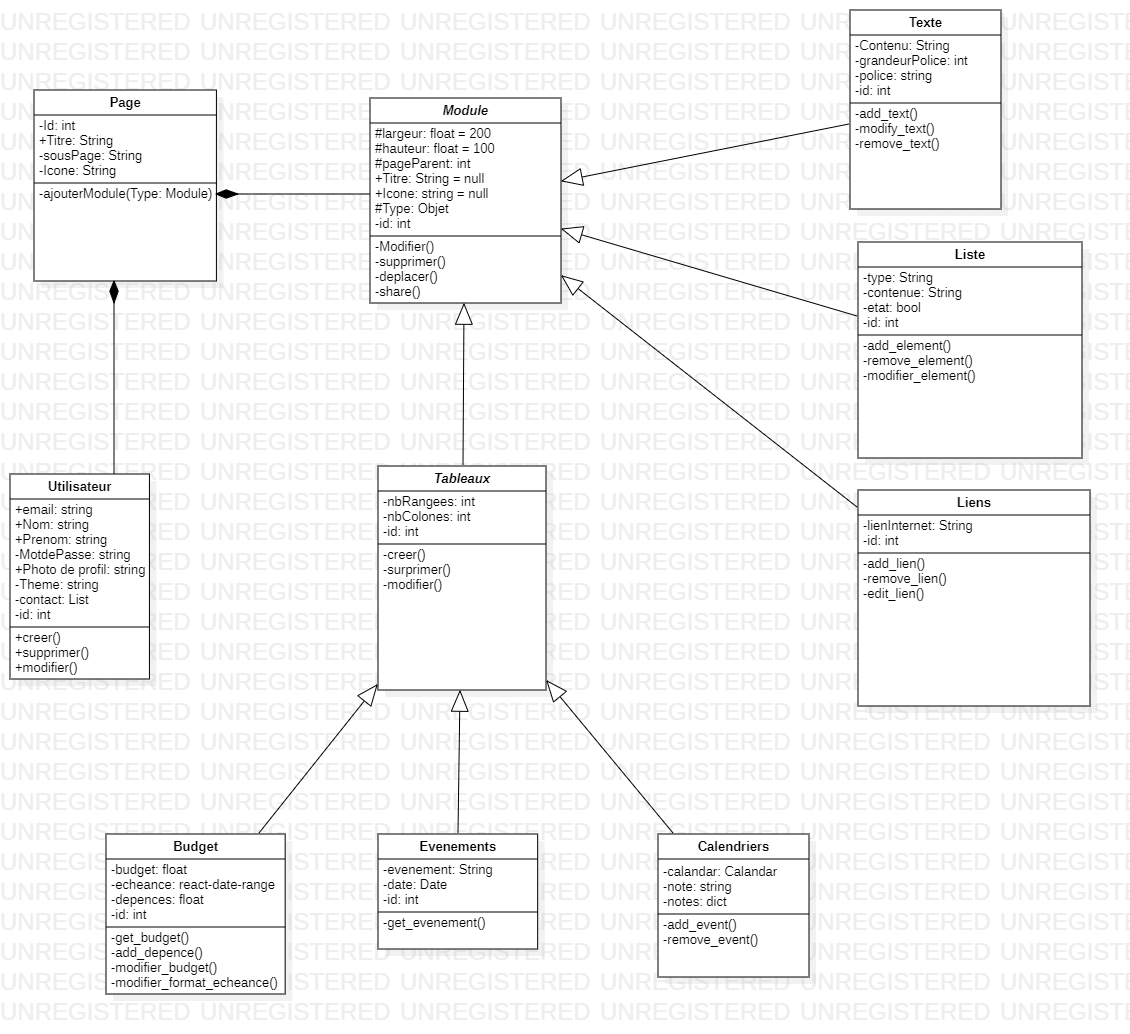 Page
-Id: int
+Titre: String
-sousPage: String
-Icone: String
-ajouterModule(Type: Module)
Module
#largeur: float = 200
#hauteur: float = 100
#pageParent: int
+Titre: String = null
+Icone: string = null
#Type: Objet
-id: int
-Modifier()
-supprimer()
-deplacer()
-share()
Texte
-Contenu: String
-grandeurPolice: int
-police: string
-id: int
-add_text()
-modify_text()
-remove_text()
Liste
-type: String
-contenue: String
-etat: bool
-id: int
-add_element()
-remove_element()
-modifier_element()
Utilisateur
+email: string
+Nom: string
+Prenom: string
-MotdePasse: string
+Photo de profil: string
-Theme: string
-contact: List
-id: int
+creer()
+supprimer()
+modifier()
Tableaux
-nbRangees: int
-nbColones: int
-id: int
-creer()
-surprimer()
-modifier()
Liens
-lienInternet: String
-id: int
-add_lien()
-remove_lien()
-edit_lien()
Budget
-budget: float
-echeance: react-date-range
-depences: float
-id: int
-get_budget()
-add_depence()
-modifier_budget()
-modifier_format_echeance()
Evenements
-evenement: String
-date: Date
-id: int
-get_evenement()
Calendriers
-calandar: Calandar
-note: string
-notes: dict
-add_event()
-remove_event()
UNREGISTERED